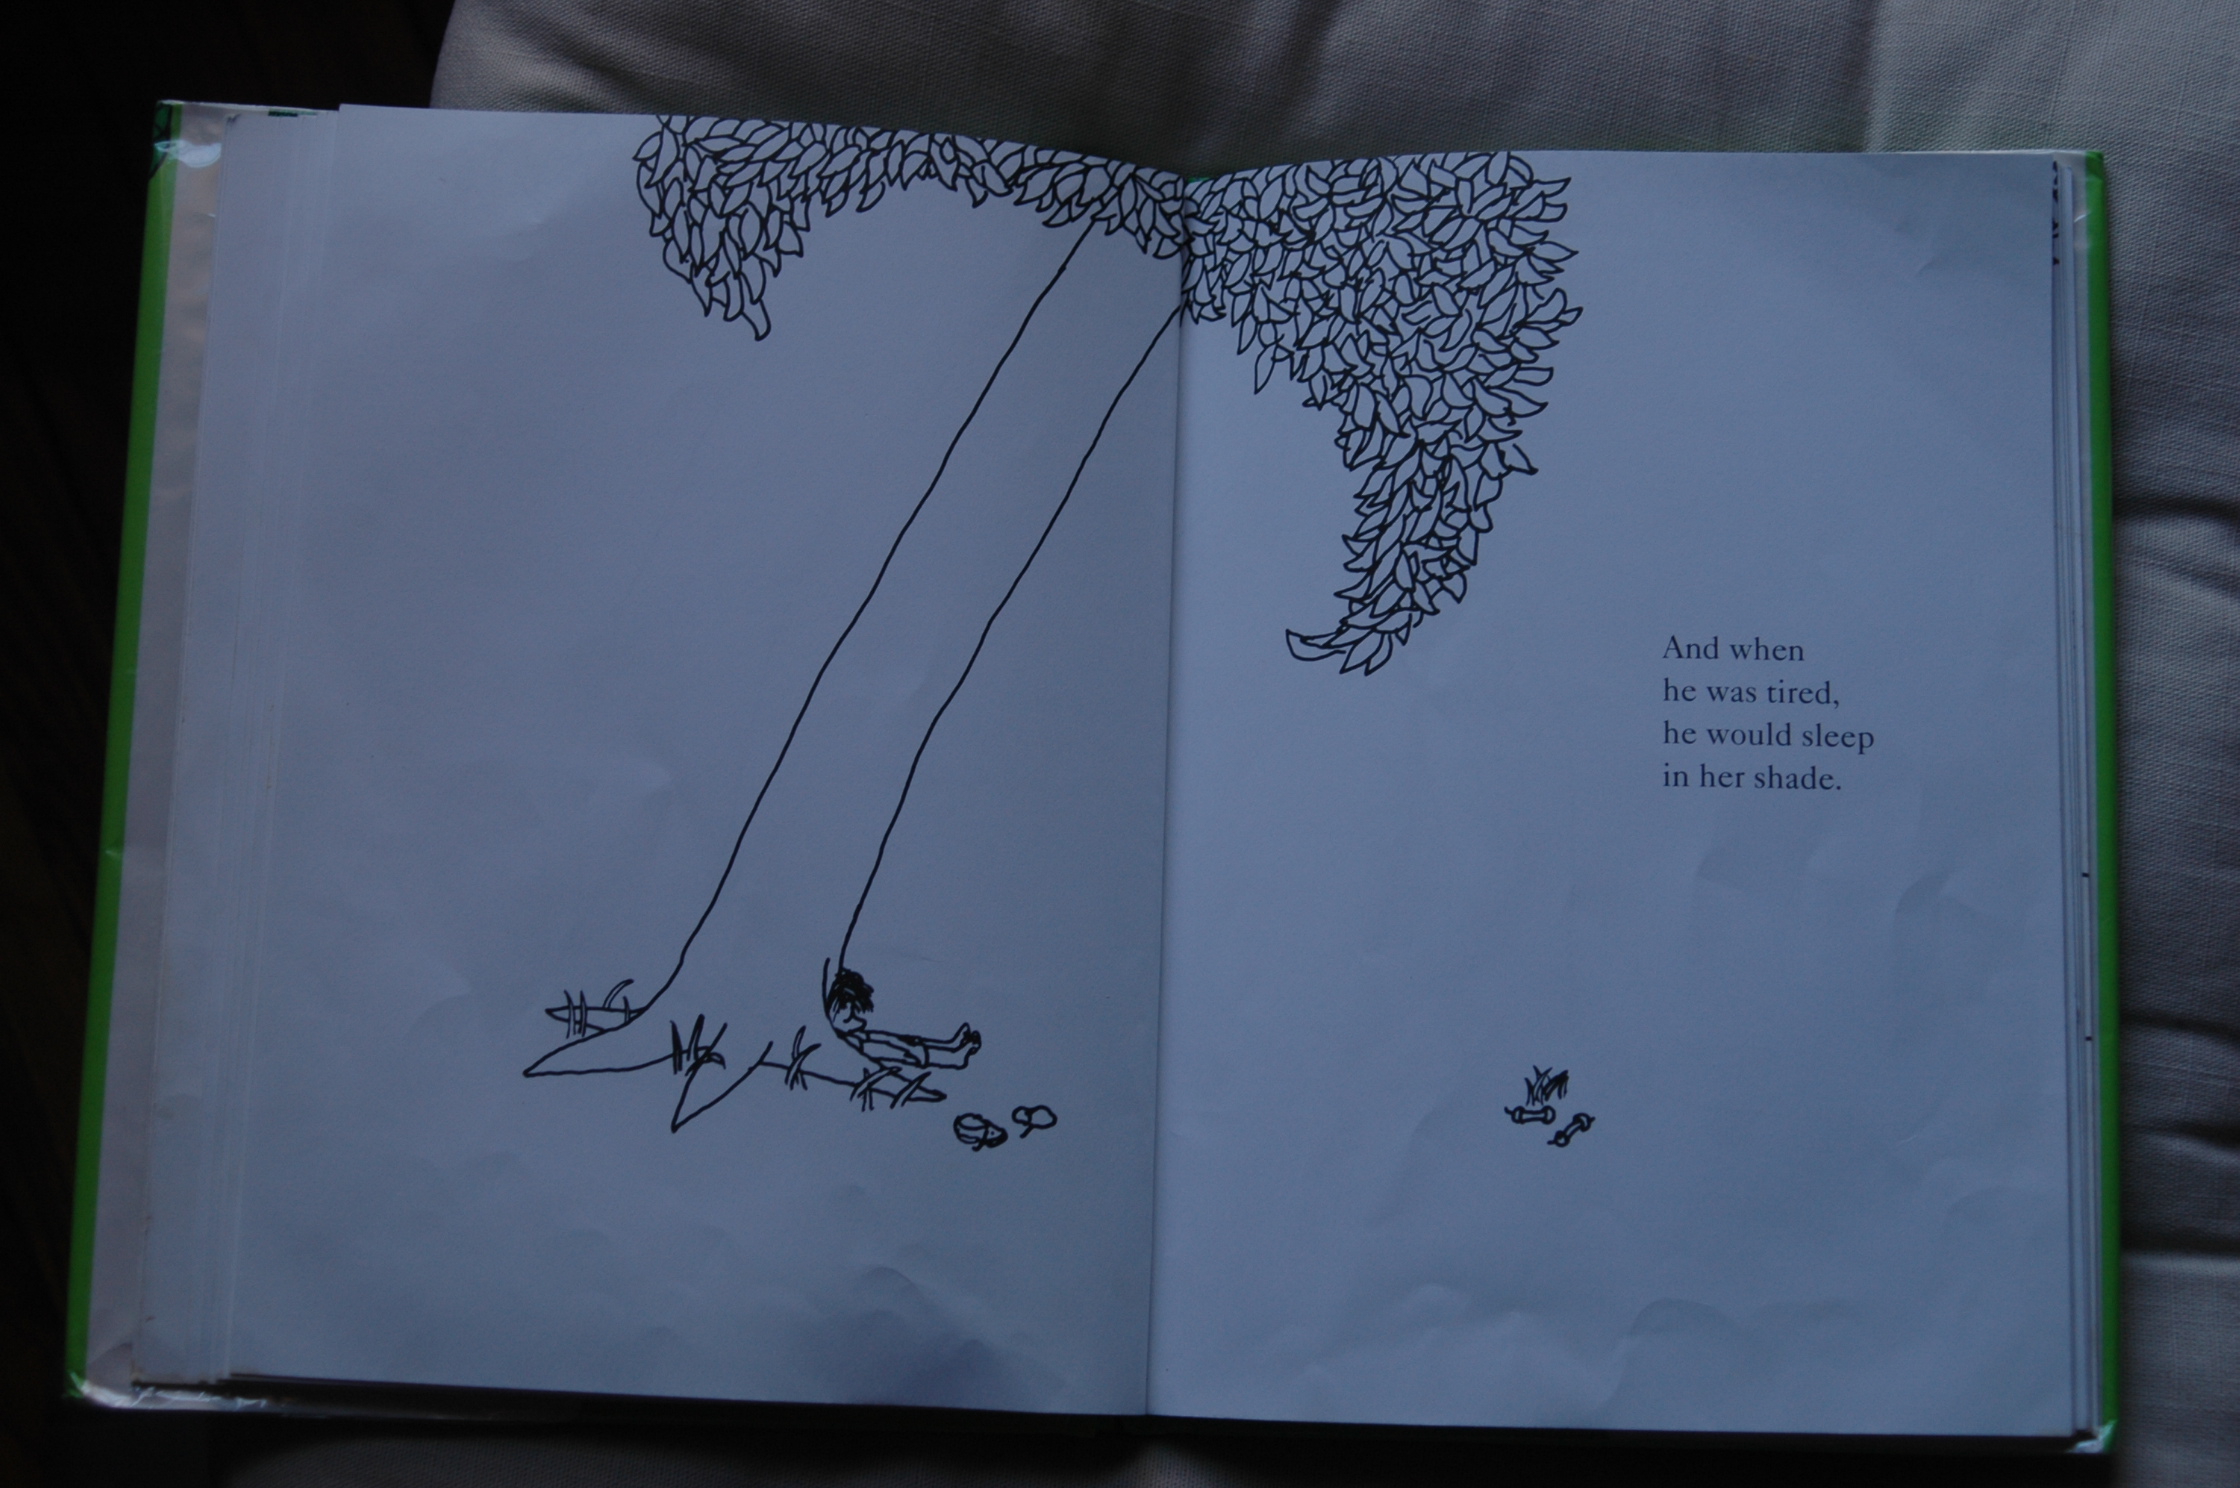 And when
he was tired,
he would sleep
in her shade.